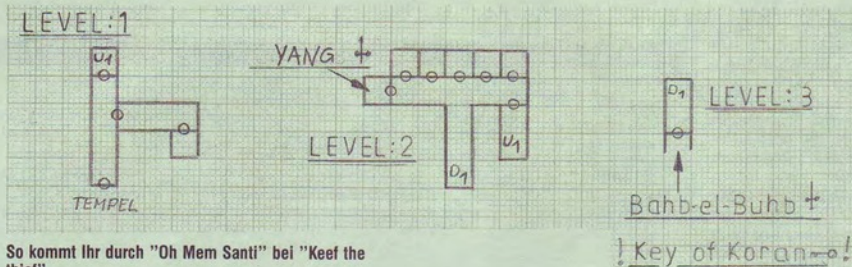 LEVEL:1
U1
TEMPEL
YANG
LEVEL:2
D1
U1
D1
LEVEL:3
Bahb-el-Buhb
! Key of Koran !
So kommt Ihr durch "Oh Mem Santi" bei "Keef the
thief"